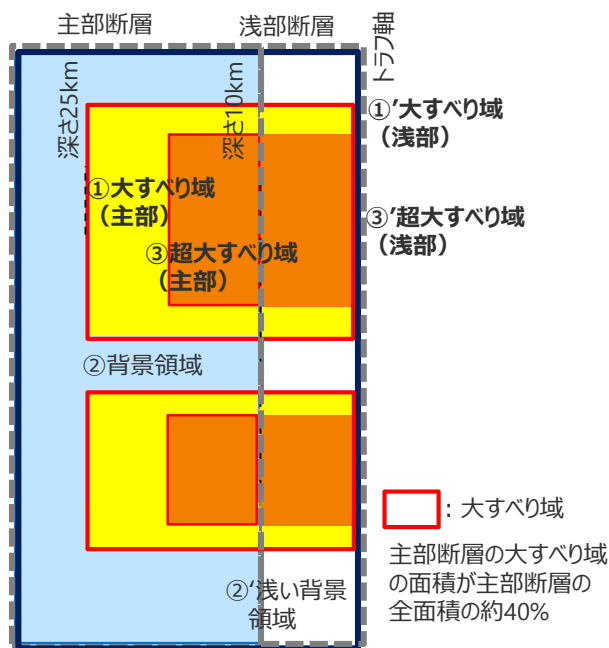 主部断層
浅部断層
トラフ軸
深さ25km
深さ10km
①’大すべり域
（浅部）
①大すべり域
（主部）
③’超大すべり域
（浅部）
③超大すべり域
（主部）
②背景領域
：大すべり域
主部断層の大すべり域
の面積が主部断層の
全面積の約40%
②‘浅い背景
領域